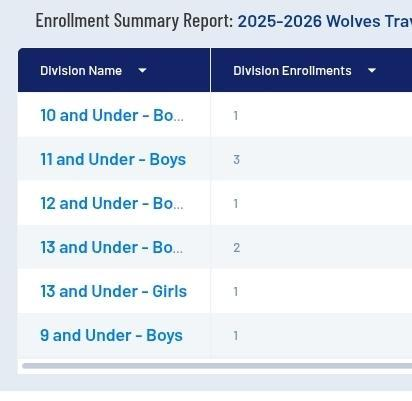 Enrollment Summary Report: 2025-2026 Wolves Tra
Division Name Division Enrollments
10 and Under - Bo... 1
11 and Under - Boys 3
12 and Under - Bo... 1
13 and Under - Bo... 2
13 and Under - Girls 1
9 and Under - Boys 1